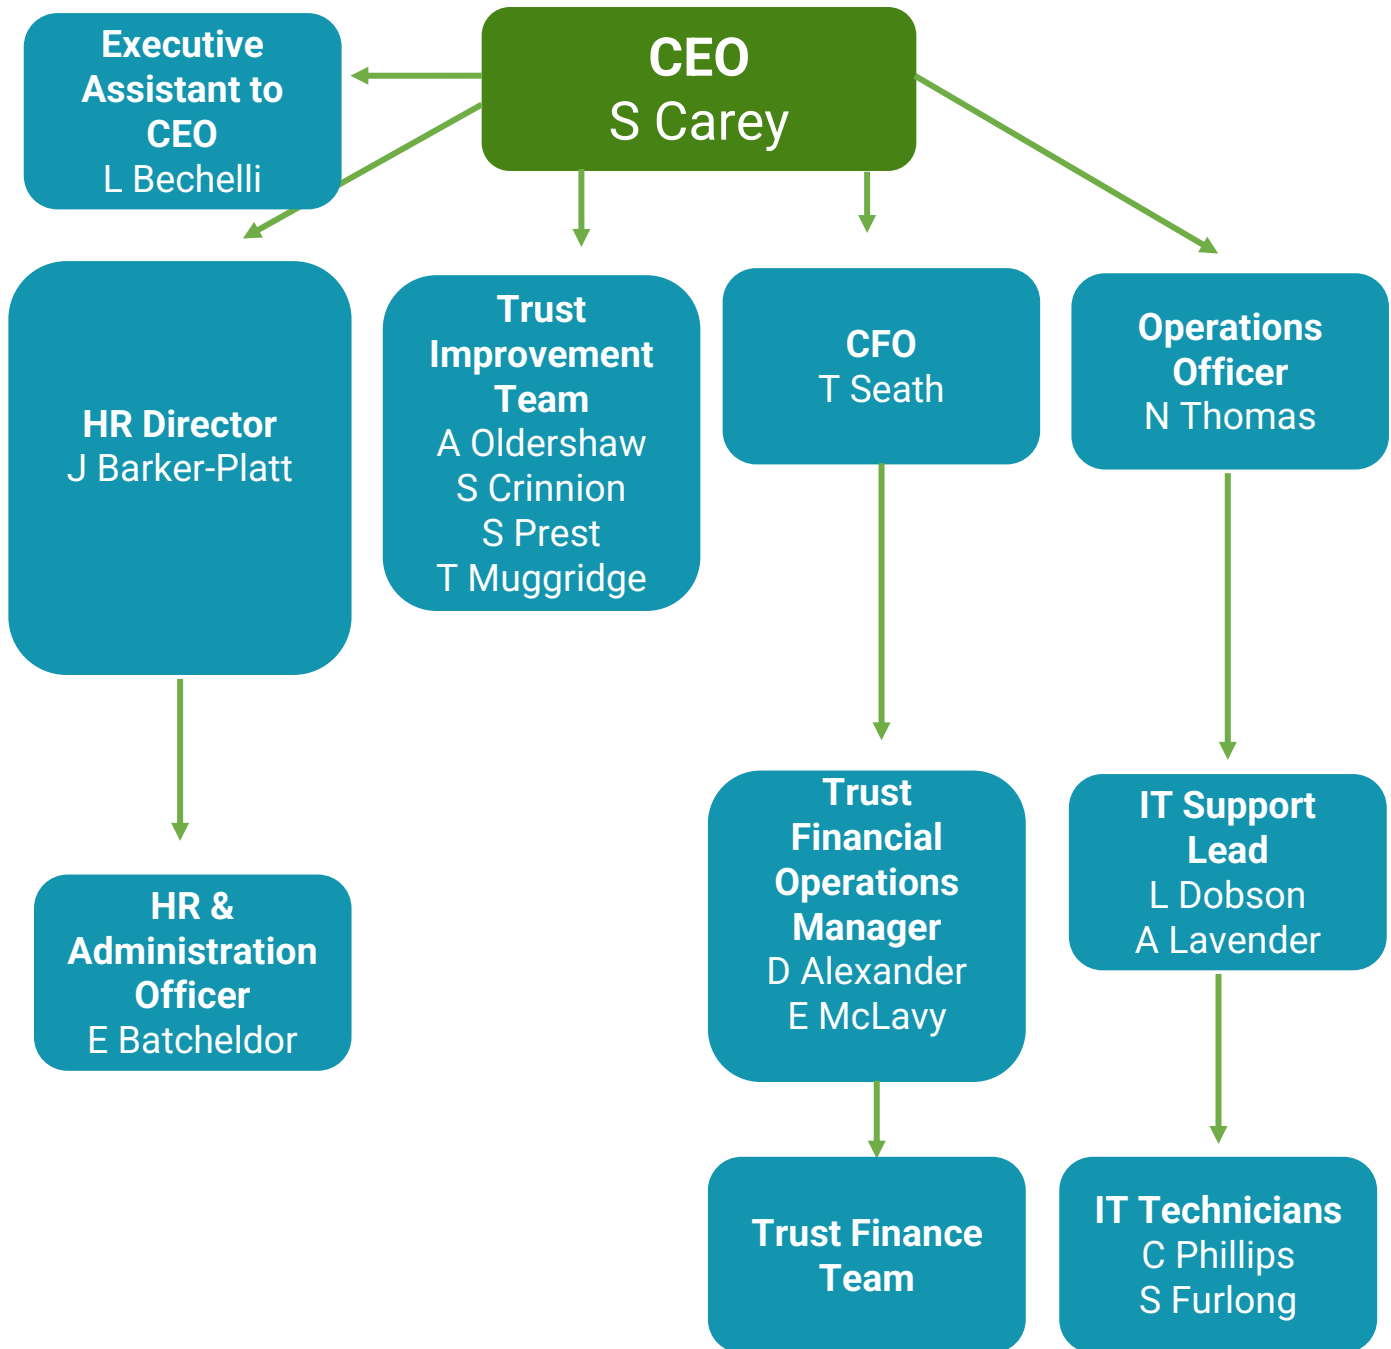 Executive
Assistant to
CEO
L Bechelli
CEO
S Carey
HR Director
J Barker-Platt
Trust
Improvement
Team
A Oldershaw
S Crinnion
S Prest
T Muggridge
CFO
T Seath
Operations
Officer
N Thomas
HR &
Administration
Officer
E Batcheldor
Trust
Financial
Operations
Manager
D Alexander
E McLavy
IT Support
Lead
L Dobson
A Lavender
Trust Finance
Team
IT Technicians
C Phillips
S Furlong